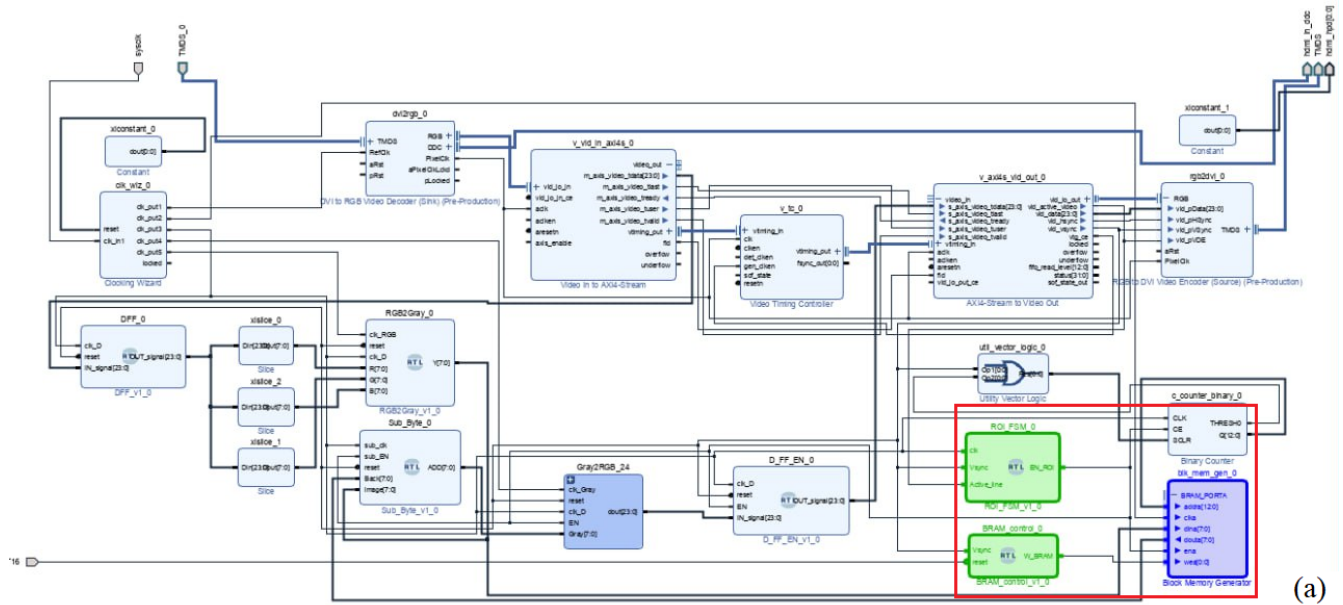 sysclk
TMDS_0
hdmi_in_ddc
TMDS
hdmi_hpd[0:0]
xlconstant_0
dout[0:0]
Constant
clk_wiz_0
reset
clk_in1
clk_out1
clk_out2
clk_out3
clk_out4
clk_out5
locked
Clocking Wizard
dvi2rgb_0
TMDS
RefClk
aRst
pRst
RGB
DDC
PixelClk
aPixelClkLckd
pLocked
DVI to RGB Video Decoder (Sink) (Pre-Production)
v_vid_in_axi4s_0
vid_io_in
vid_io_in_ce
aclk
aclken
aresetn
axis_enable
video_out
m_axis_video_tdata[23:0]
m_axis_video_tlast
m_axis_video_tready
m_axis_video_tuser
m_axis_video_tvalid
vtiming_out
fid
overflow
underflow
Video In to AXI4-Stream
v_tc_0
vtiming_in
clk
clken
det_clken
gen_clken
sof_state
resetn
vtiming_out
fsync_out[0:0]
Video Timing Controller
v_axi4s_vid_out_0
video_in
s_axis_video_tdata[23:0]
s_axis_video_tlast
s_axis_video_tready
s_axis_video_tuser
s_axis_video_tvalid
vtiming_in
aclk
aclken
aresetn
fid
vid_io_out_ce
vid_io_out
vid_active_video
vid_data[23:0]
vid_hsync
vid_vsync
vtg_ce
locked
overflow
underflow
fifo_read_level[12:0]
status[31:0]
sof_state_out
AXI4-Stream to Video Out
xlconstant_1
dout[0:0]
Constant
rgb2dvi_0
RGB
vid_pData[23:0]
vid_pHSync
vid_pVSync
vid_pVDE
aRst
PixelClk
TMDS
RGB to DVI Video Encoder (Source) (Pre-Production)
DFF_0
clk_D
reset
IN_signal[23:0]
OUT_signal[23:0]
DFF_v1_0
xlslice_0
Din[23:0]
Dout[7:0]
Slice
xlslice_2
Din[23:0]
Dout[7:0]
Slice
xlslice_1
Din[23:0]
Dout[7:0]
Slice
RGB2Gray_0
clk_RGB
reset
clk_D
R[7:0]
G[7:0]
B[7:0]
RTL
Y[7:0]
RGB2Gray_v1_0
Sub_Byte_0
sub_clk
sub_EN
reset
Back[7:0]
Image[7:0]
RTL
ADD[7:0]
Sub_Byte_v1_0
Gray2RGB_24
clk_Gray
reset
clk_D
EN
Gray[7:0]
dout[23:0]
D_FF_EN_0
clk_D
reset
EN
IN_signal[23:0]
OUT_signal[23:0]
D_FF_EN_v1_0
util_vector_logic_0
Op1[0:0]
Op2[0:0]
Res[0:0]
Utility Vector Logic
c_counter_binary_0
CLK
CE
SCLR
THRESH0
Q[12:0]
Binary Counter
ROI_FSM_0
clk
Vsync
Active_line
RTL
EN_ROI
ROI_FSM_v1_0
BRAM_control_0
Vsync
reset
RTL
W_BRAM
BRAM_control_v1_0
blk_mem_gen_0
BRAM_PORTA
addra[12:0]
clka
dina[7:0]
douta[7:0]
ena
wea[0:0]
Block Memory Generator
(a)